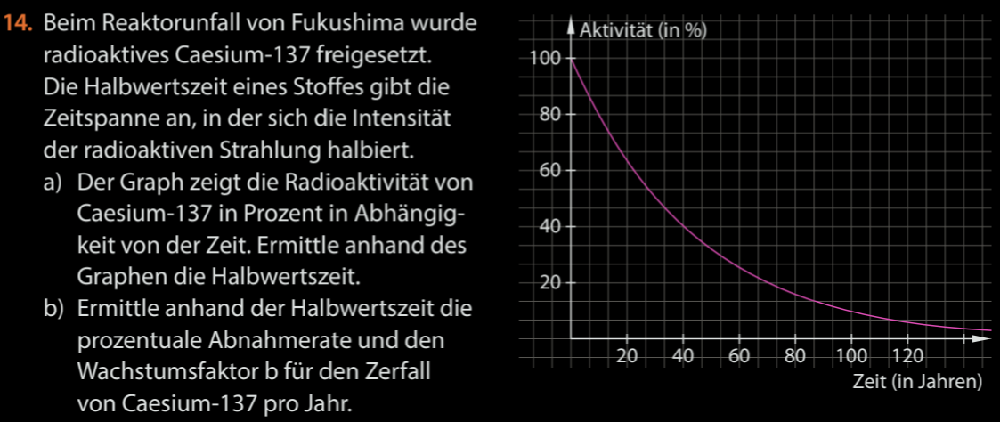 14. Beim Reaktorunfall von Fukushima wurde
radioaktives Caesium-137 freigesetzt.
Die Halbwertszeit eines Stoffes gibt die
Zeitspanne an, in der sich die Intensität
der radioaktiven Strahlung halbiert.
a) Der Graph zeigt die Radioaktivität von
Caesium-137 in Prozent in Abhängig-
keit von der Zeit. Ermittle anhand des
Graphen die Halbwertszeit.
b) Ermittle anhand der Halbwertszeit die
prozentuale Abnahmerate und den
Wachstumsfaktor b für den Zerfall
von Caesium-137 pro Jahr.
Aktivität (in %)
100
80
60
40
20
20 40 60 80 100 120
Zeit (in Jahren)